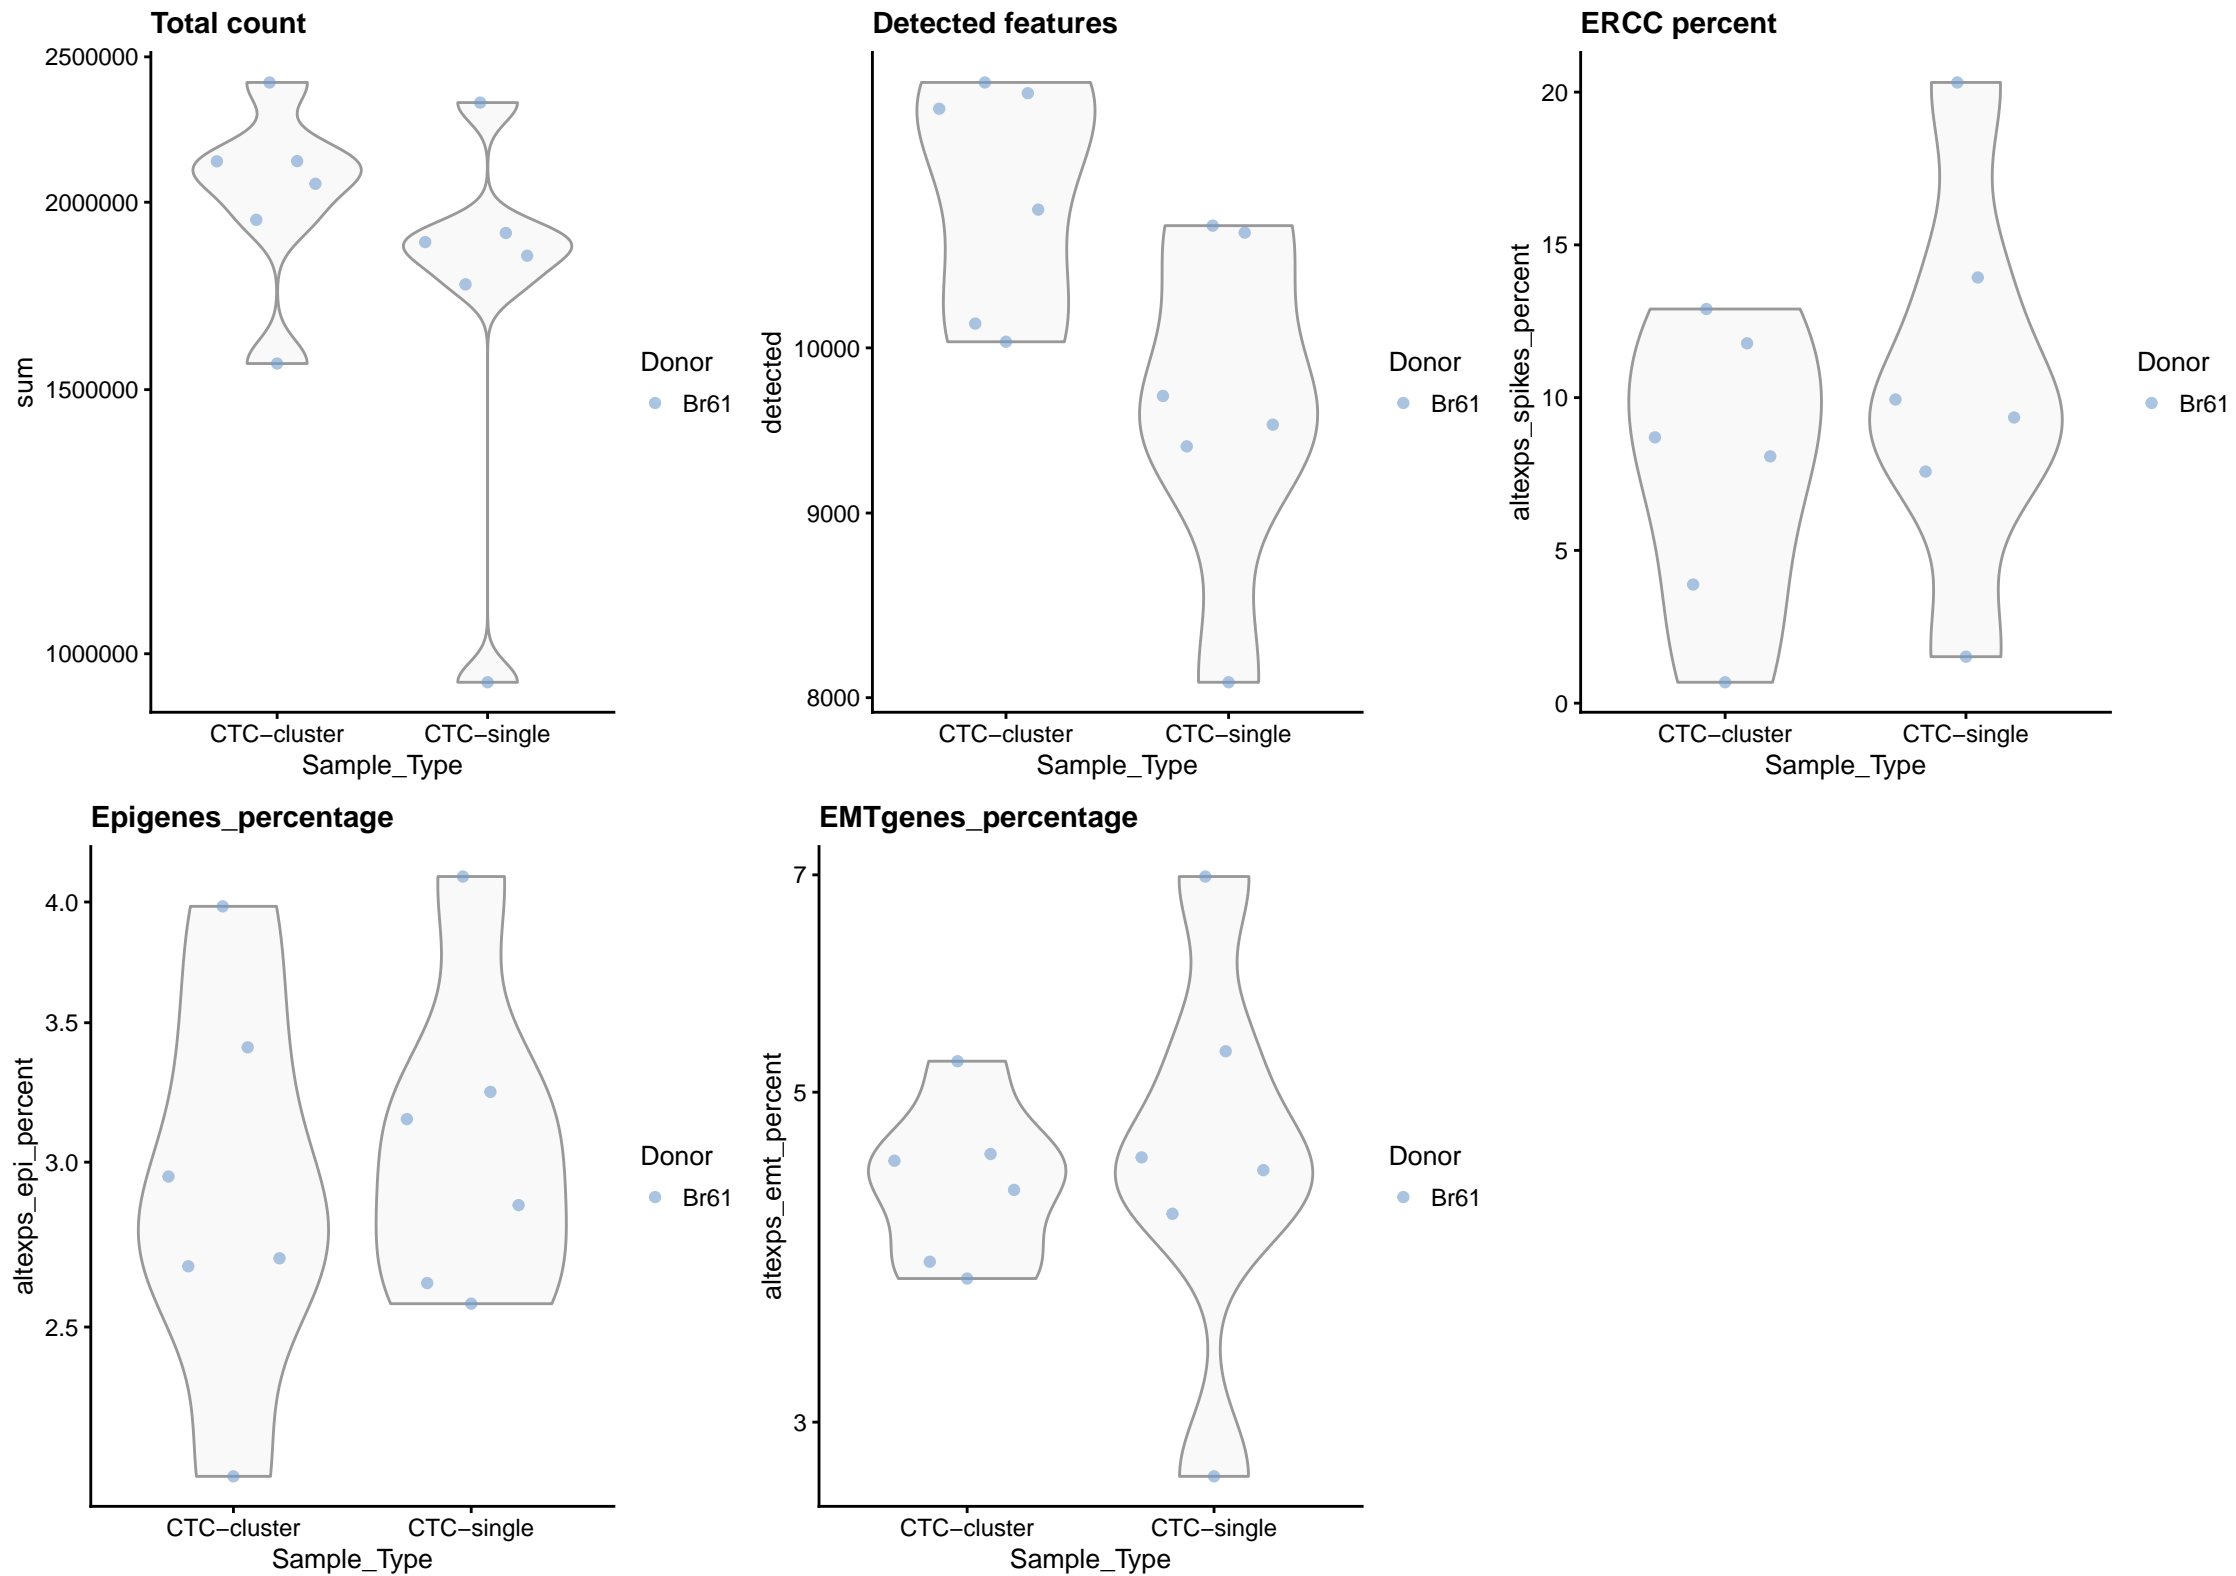 Total count
sum
2500000
2000000
1500000
1000000
CTC−cluster
CTC−single
Sample_Type
Donor
Br61
Detected features
detected
10000
9000
8000
CTC−cluster
CTC−single
Sample_Type
Donor
Br61
ERCC percent
altexps_spikes_percent
20
15
10
5
0
CTC−cluster
CTC−single
Sample_Type
Donor
Br61
Epigenes_percentage
altexps_epi_percent
4.0
3.5
3.0
2.5
CTC−cluster
CTC−single
Sample_Type
Donor
Br61
EMTgenes_percentage
altexps_emt_percent
7
5
3
CTC−cluster
CTC−single
Sample_Type
Donor
Br61